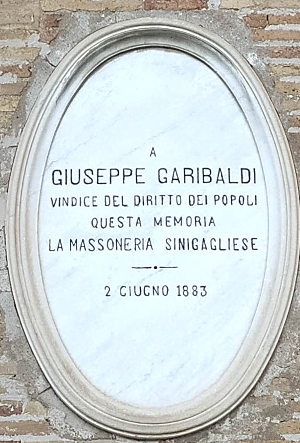 A
GIUSEPPE GARIBALDI
VINDICE DEL DIRITTO DEI POPOLI
QUESTA MEMORIA
LA MASSONERIA SINIGAGLIESE
2 GIUGNO 1883